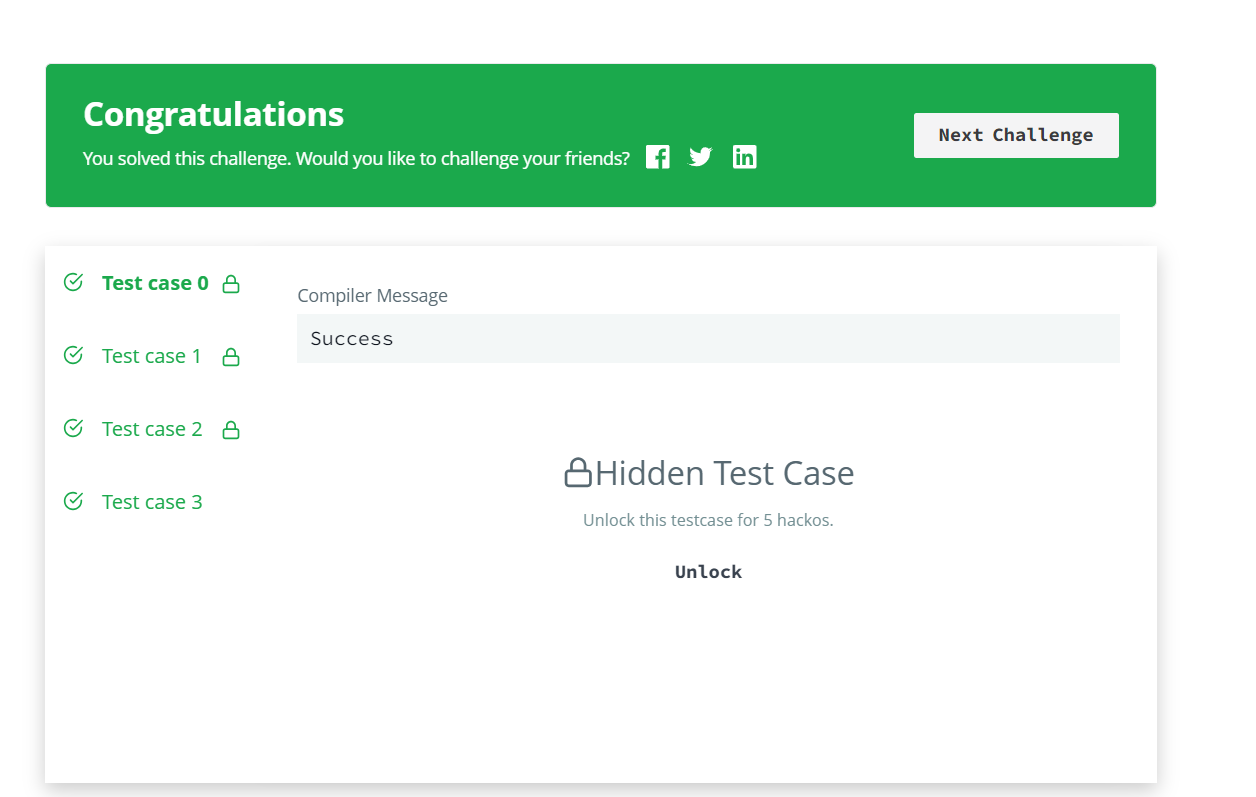 Congratulations
You solved this challenge. Would you like to challenge your friends?
Next Challenge
Test case 0
Test case 1
Test case 2
Test case 3
Compiler Message
Success
Hidden Test Case
Unlock this testcase for 5 hackos.
Unlock